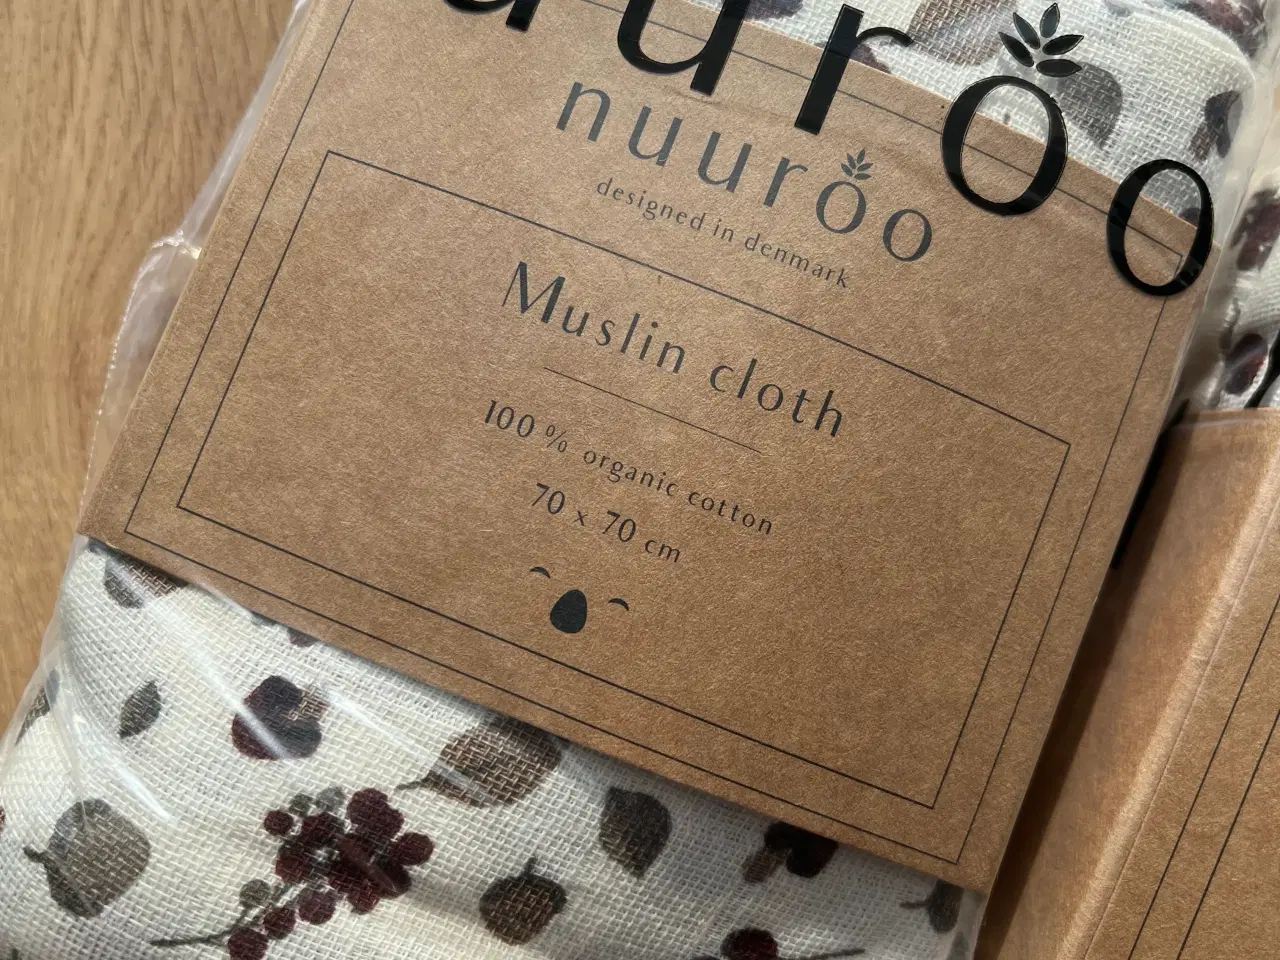 nuuroo
designed in denmark
Muslin cloth
100 % organic cotton
70 x 70 cm